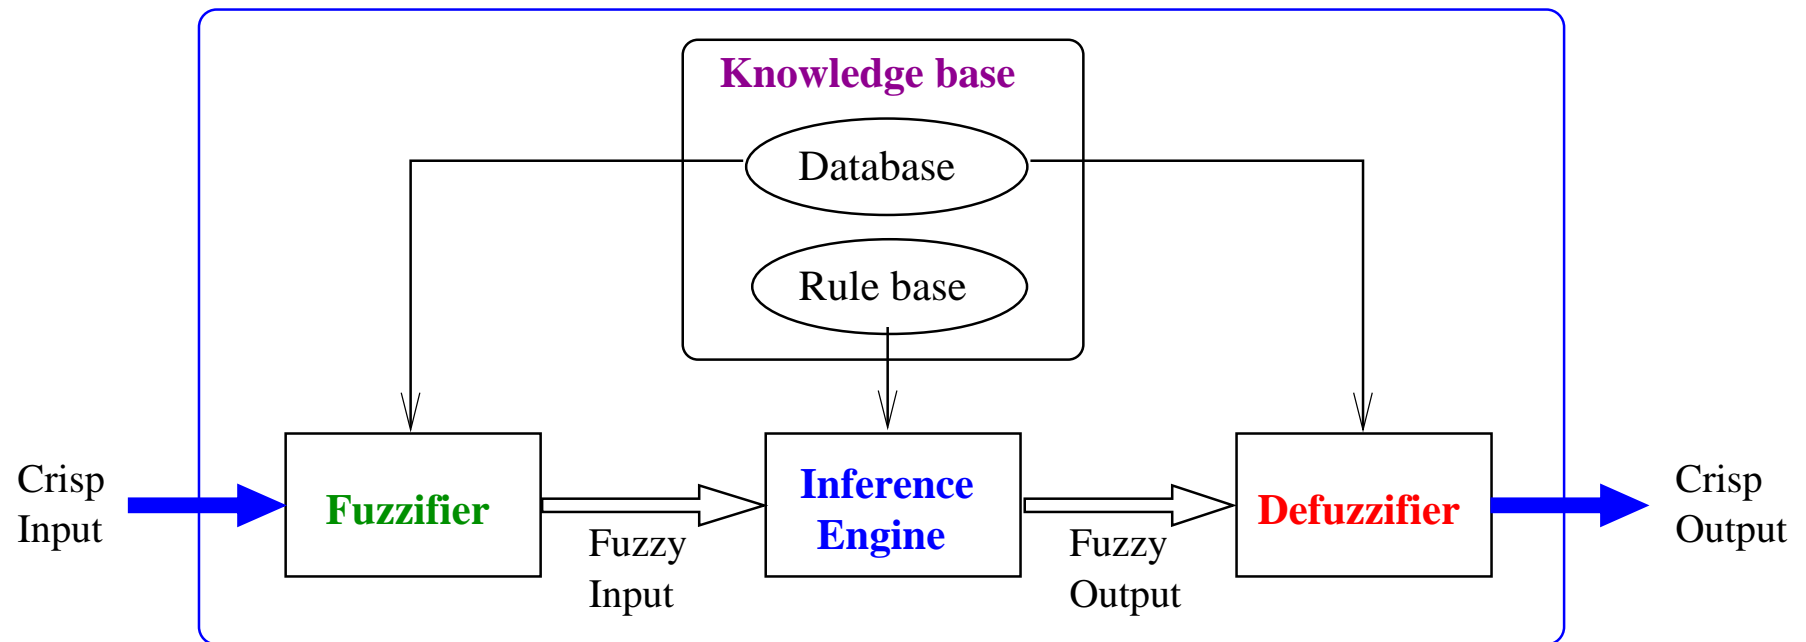 Knowledge base
Database
Rule base
Crisp
Input
Fuzzifier
Fuzzy
Input
Inference
Engine
Fuzzy
Output
Defuzzifier
Crisp
Output